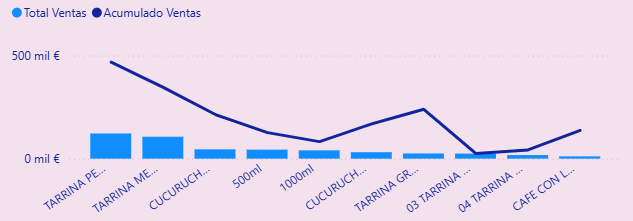 Total Ventas Acumulado Ventas
500 mil €
0 mil €
TARRINA PE...
TARRINA ME...
CUCURUCH...
500ml
1000ml
CUCURUCH...
TARRINA GR...
03 TARRINA ...
04 TARRINA ...
CAFE CON L...